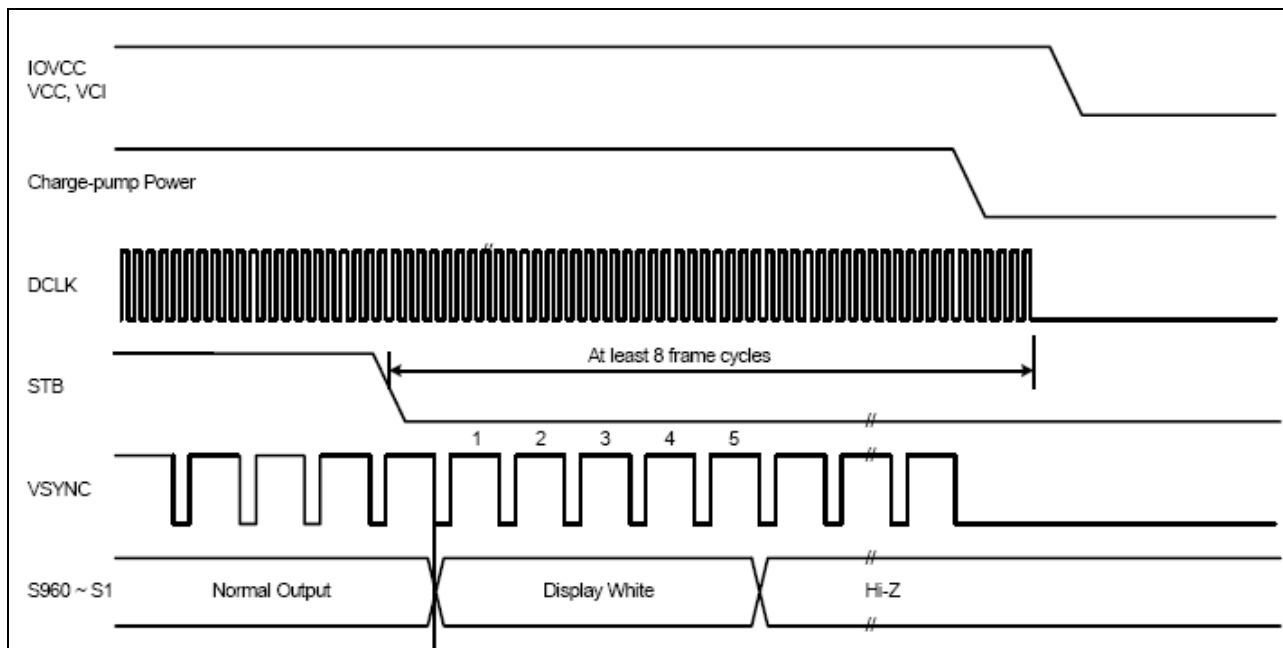 IOVCC
VCC, VCI
Charge-pump Power
//
DCLK
At least 8 frame cycles
STB
//
1 2 3 4 5
//
VSYNC
//
S960 ~ S1 Normal Output Display White Hi-Z
//